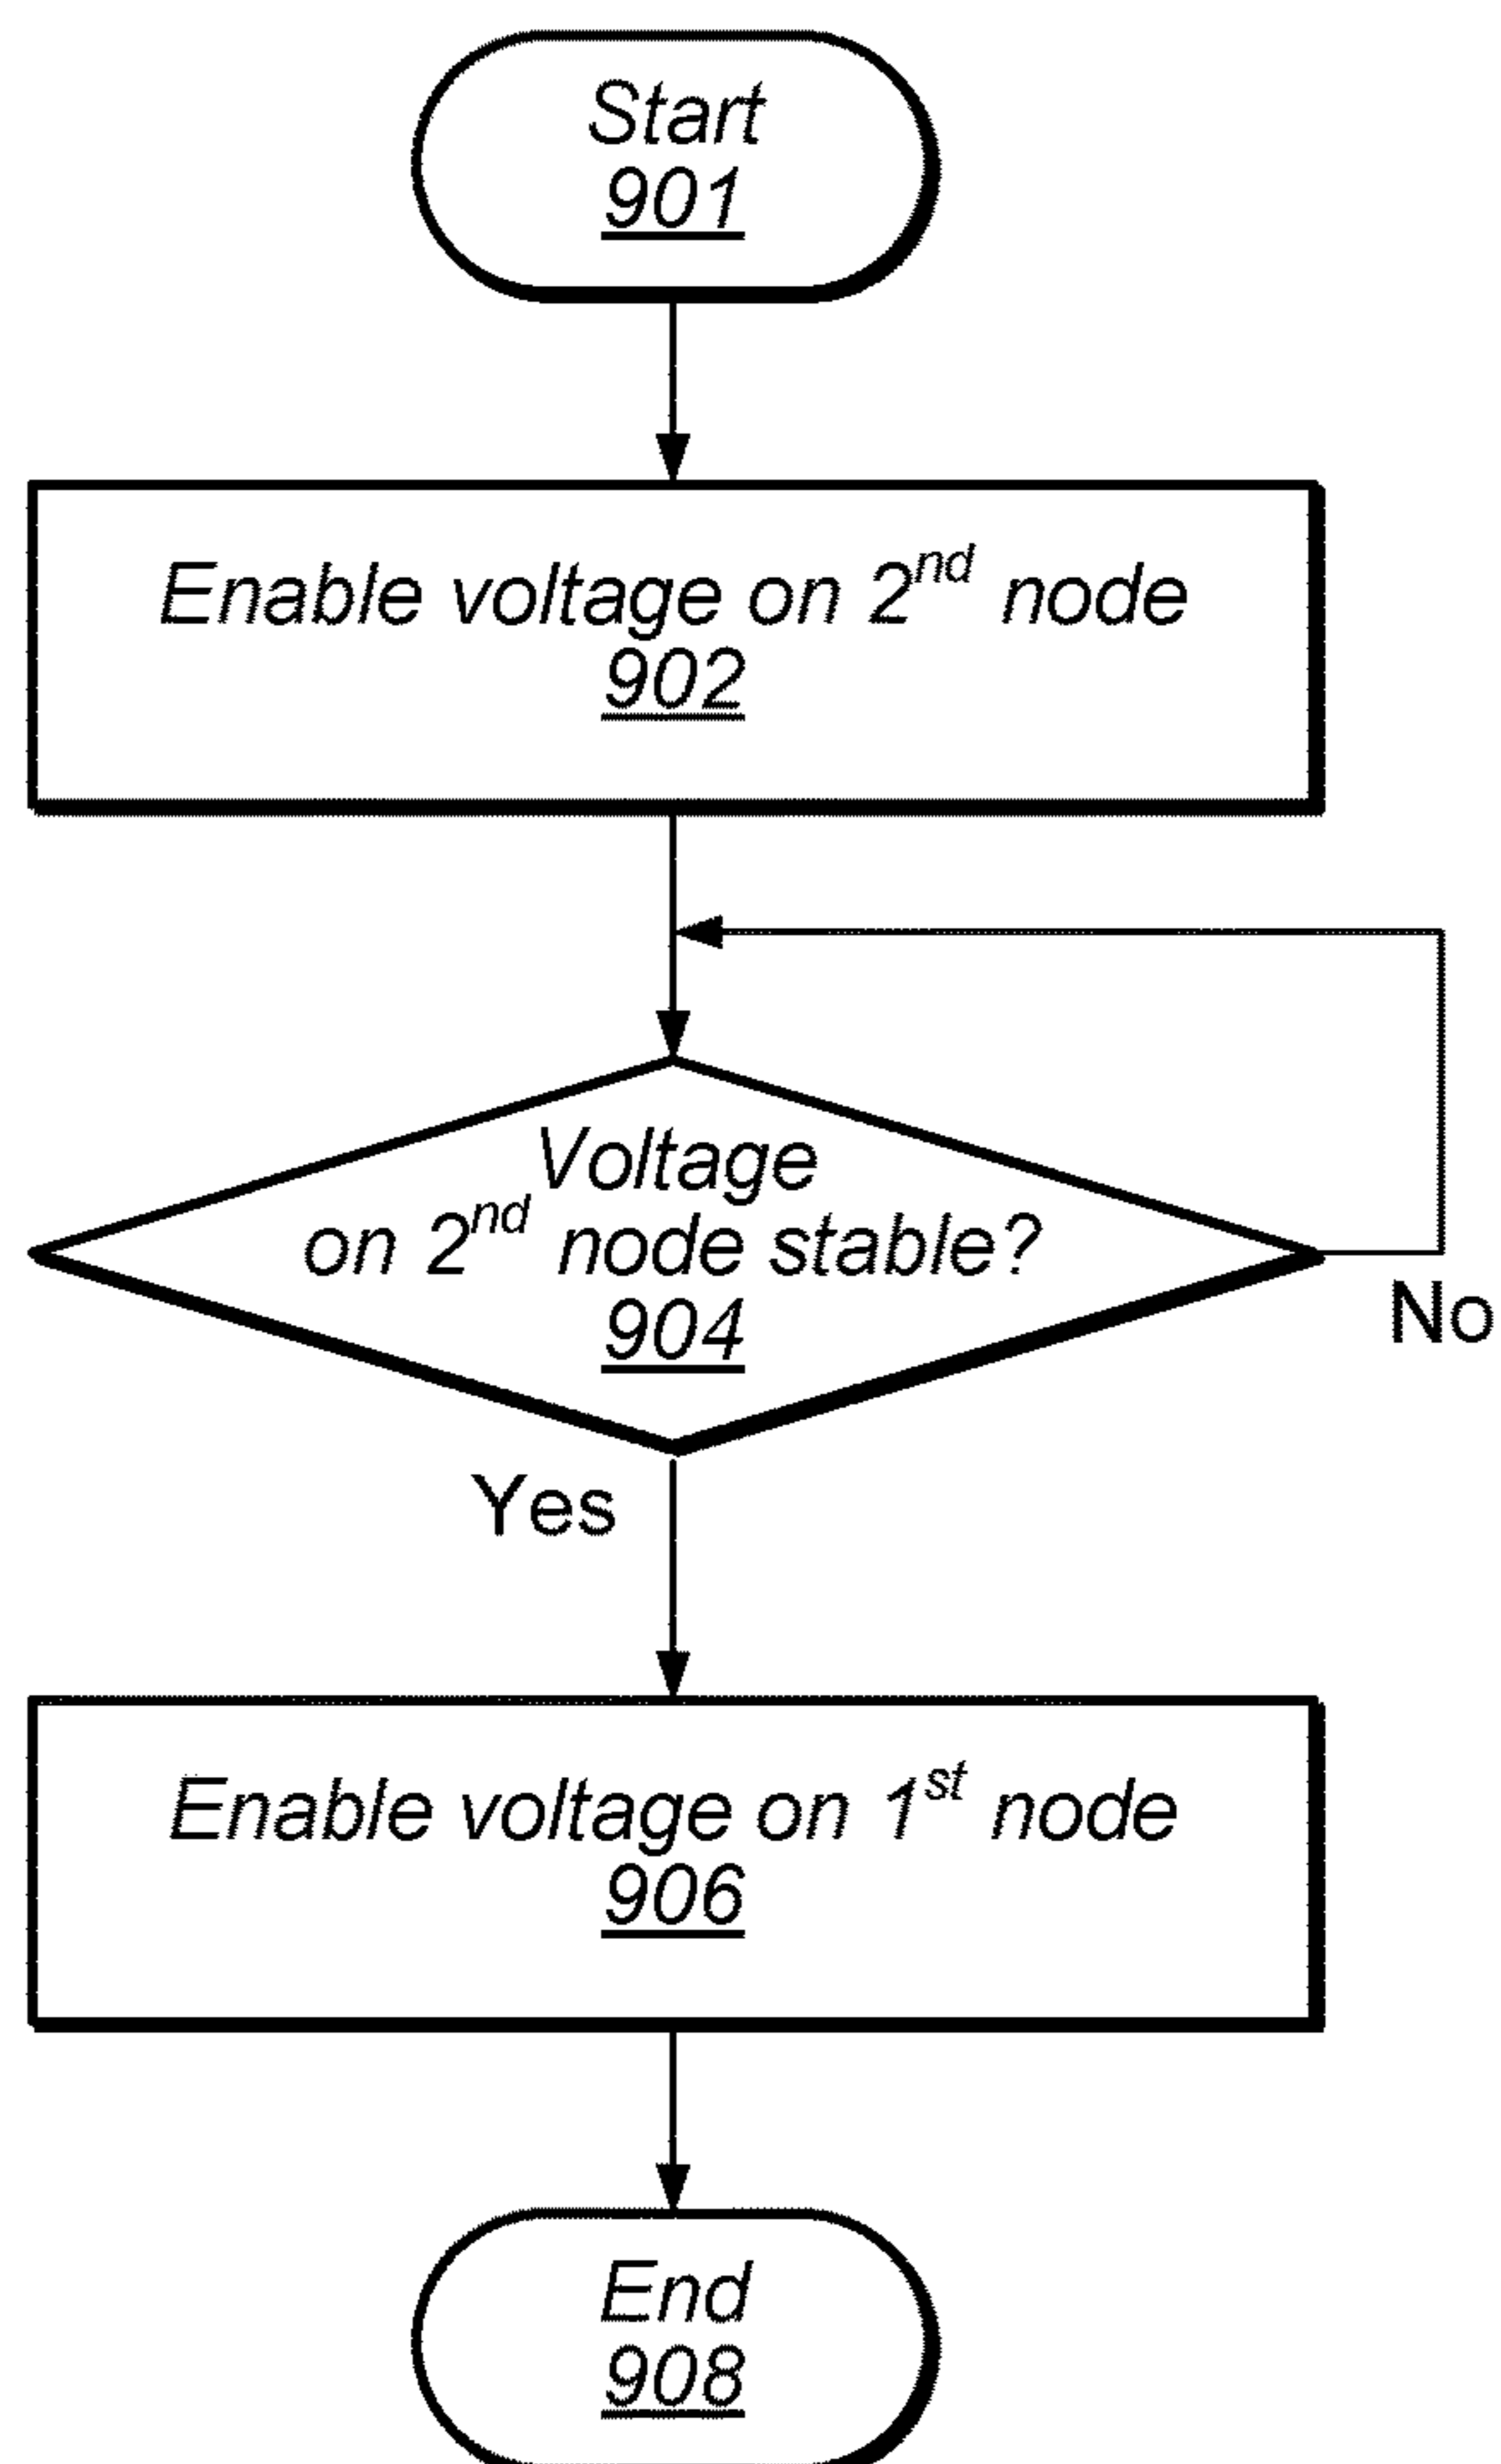 Start
901
Enable voltage on 2nd node
902
Voltage
on 2nd node stable?
904
No
Yes
Enable voltage on 1st node
906
End
908